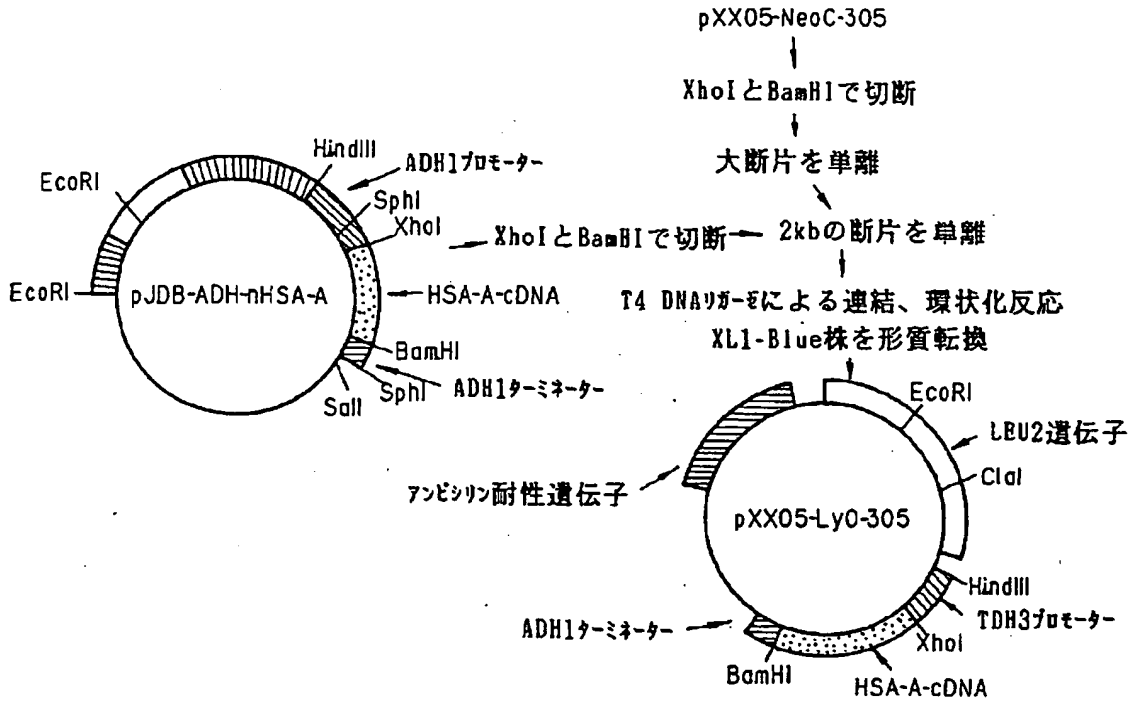 pXX05-NeoC-305
XhoIとBamHIで切断
大断片を単離
HindIII
ADH1プロモーター
EcoRI
SphI
XhoI
XhoIとBamHIで切断
2kbの断片を単離
EcoRI
pJDB-ADH-nHSA-A
HSA-A-cDNA
T4 DNAリガーゼによる連結、環状化反応
XL1-Blue株を形質転換
BamHI
SphI
ADH1ターミネーター
SalI
EcoRI
LEU2遺伝子
アンピシリン耐性遺伝子
ClaI
pXX05-LyO-305
HindIII
TDH3プロモーター
ADH1ターミネーター
XhoI
BamHI
HSA-A-cDNA